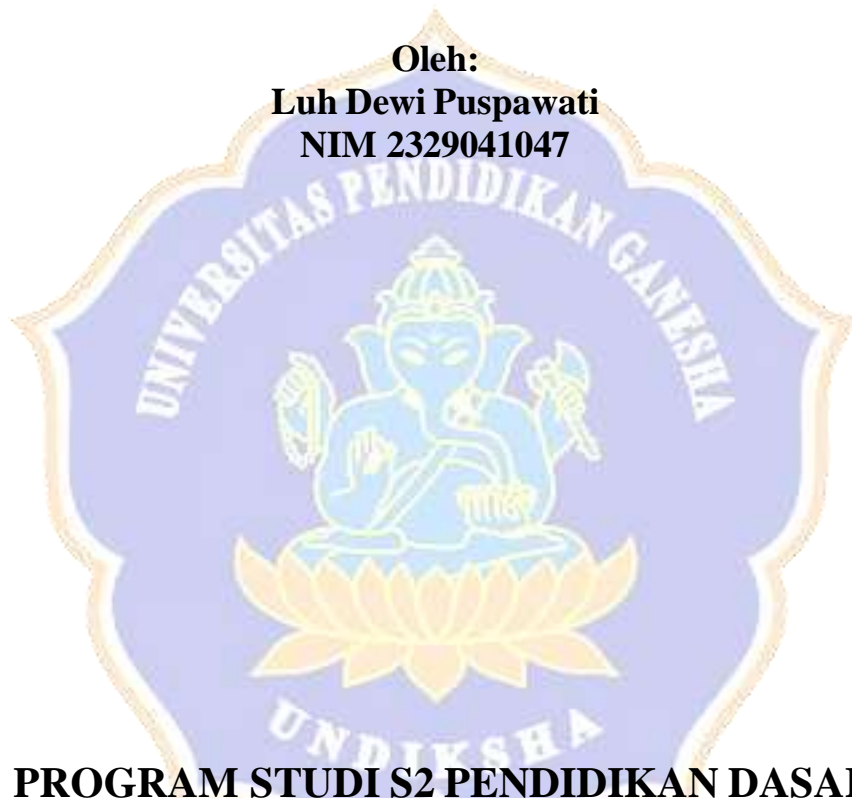 Oleh:
Luh Dewi Puspawati
NIM 2329041047
UNIVERSITAS PENDIDIKAN GANESHA
UNDIKSHA
PROGRAM STUDI S2 PENDIDIKAN DASAR